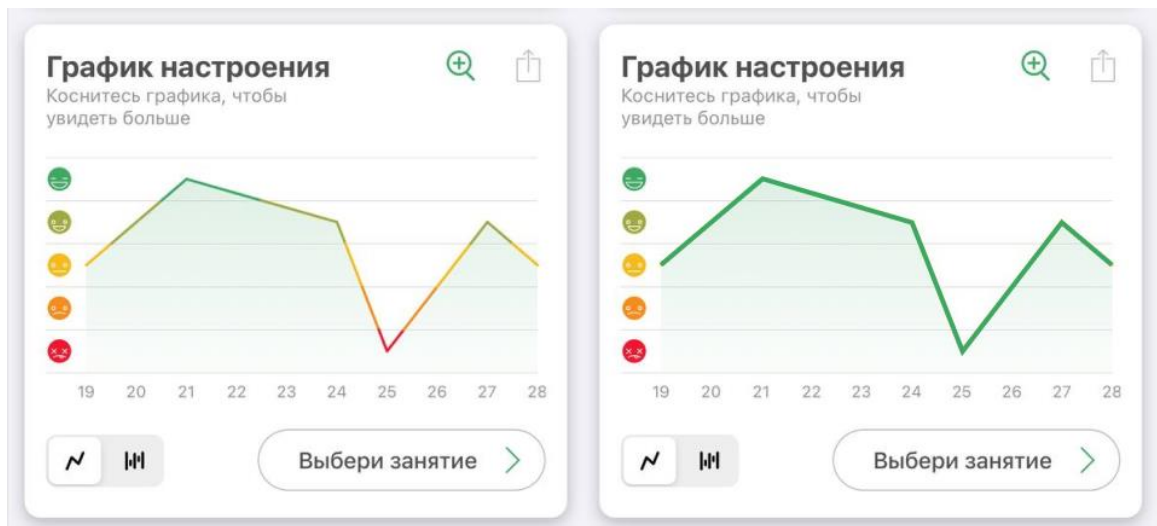 График настроения
Коснитесь графика, чтобы
увидеть больше
19 20 21 22 23 24 25 26 27 28
Выбери занятие
График настроения
Коснитесь графика, чтобы
увидеть больше
19 20 21 22 23 24 25 26 27 28
Выбери занятие